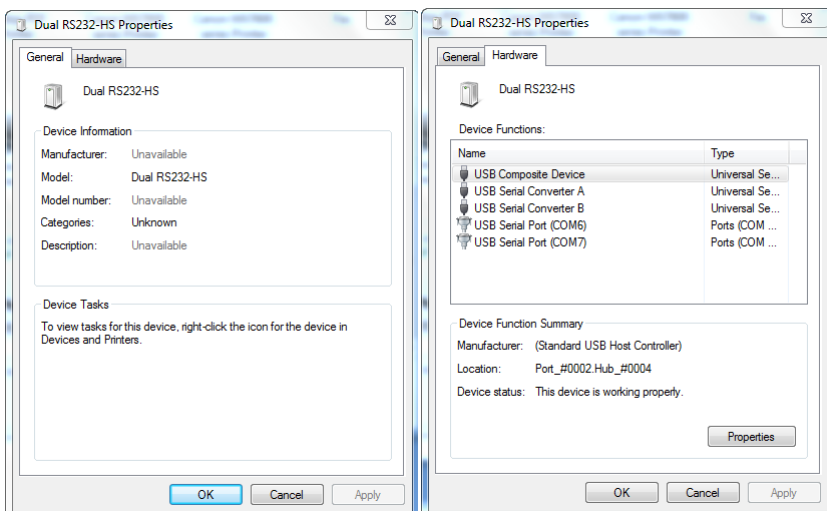 Dual RS232-HS Properties
General Hardware
Dual RS232-HS
Device Information
Manufacturer: Unavailable
Model: Dual RS232-HS
Model number: Unavailable
Categories: Unknown
Description: Unavailable
Device Tasks
To view tasks for this device, right-click the icon for the device in
Devices and Printers.
OK Cancel Apply
Dual RS232-HS Properties
General Hardware
Dual RS232-HS
Device Functions:
Name Type
USB Composite Device Universal Se...
USB Serial Converter A Universal Se...
USB Serial Converter B Universal Se...
USB Serial Port (COM6) Ports (COM ...
USB Serial Port (COM7) Ports (COM ...
Device Function Summary
Manufacturer: (Standard USB Host Controller)
Location: Port_#0002.Hub_#0004
Device status: This device is working properly.
Properties
OK Cancel Apply